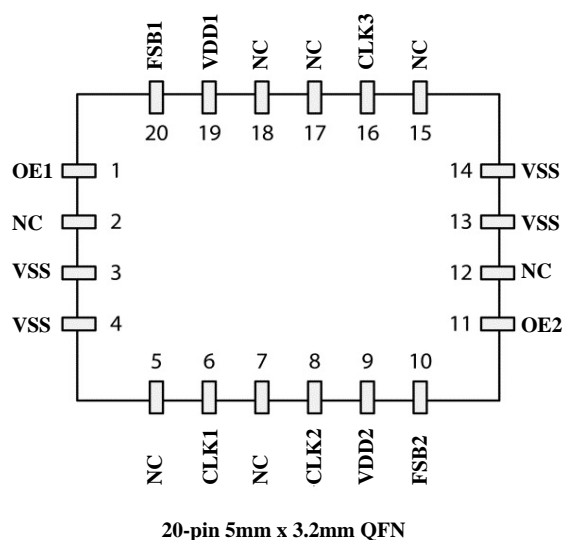 FSB1 VDD1 NC NC CLK3 NC
20 19 18 17 16 15
OE1 1 14 VSS
NC 2 13 VSS
VSS 3 12 NC
VSS 4 11 OE2
5 6 7 8 9 10
NC CLK1 NC CLK2 VDD2 FSB2
20-pin 5mm x 3.2mm QFN